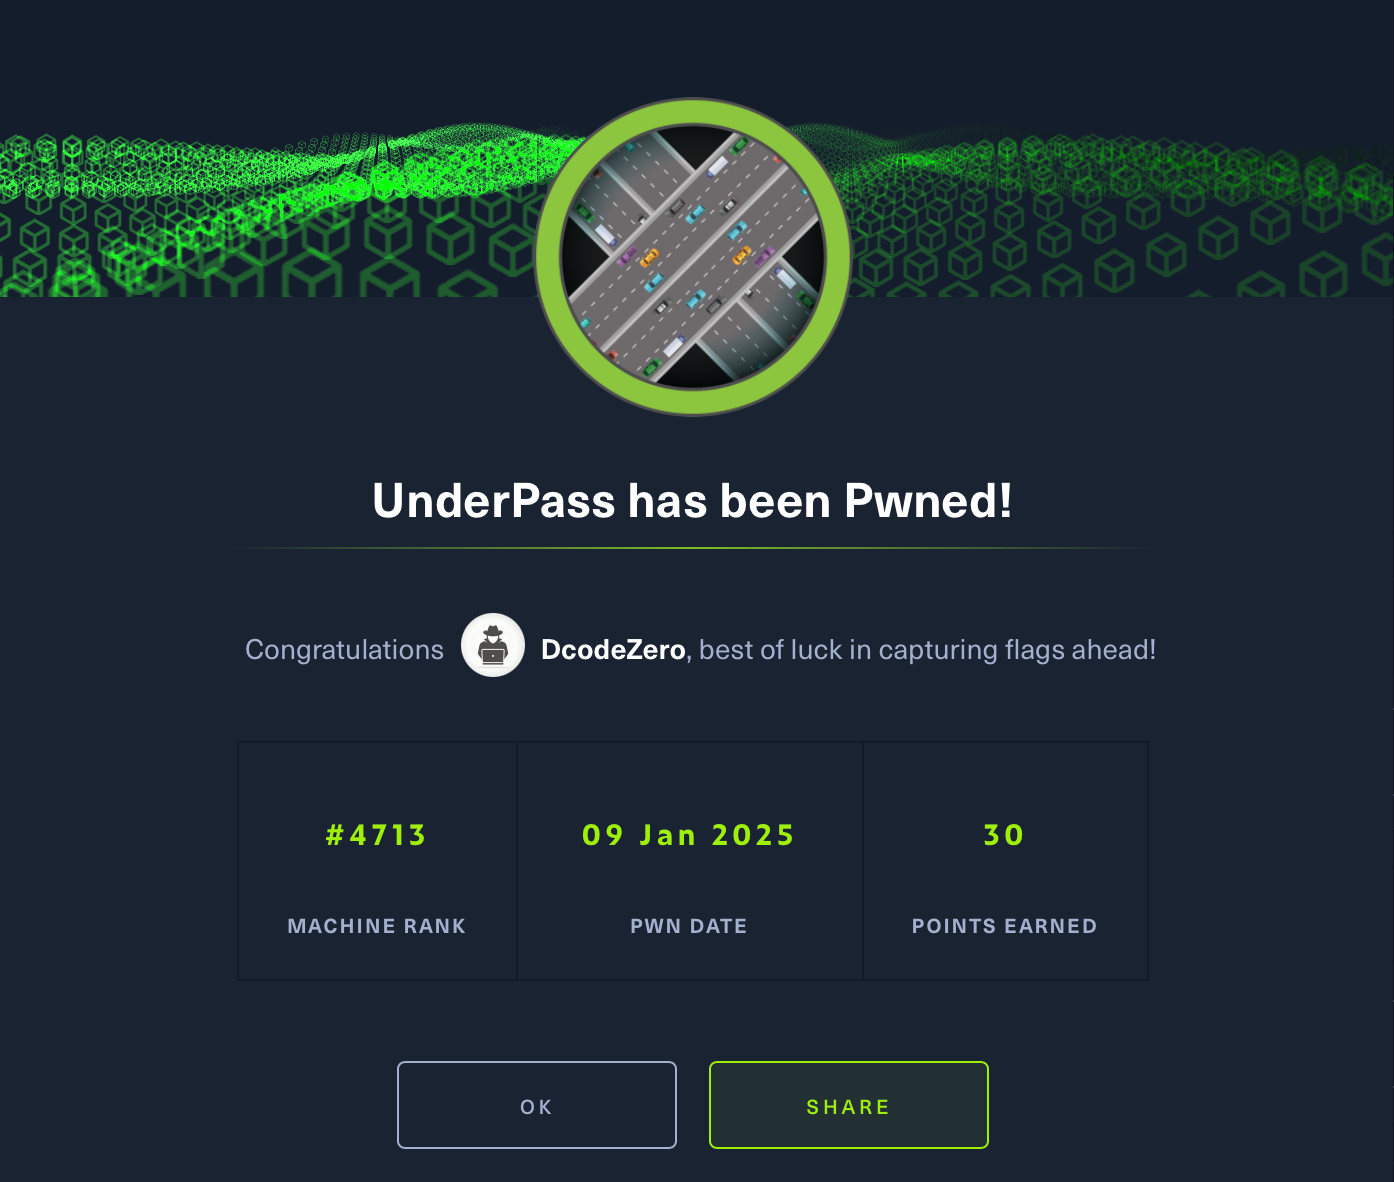 UnderPass has been Pwned!
Congratulations DcodeZero, best of luck in capturing flags ahead!
#4713 09 Jan 2025 30
MACHINE RANK PWN DATE POINTS EARNED
OK SHARE